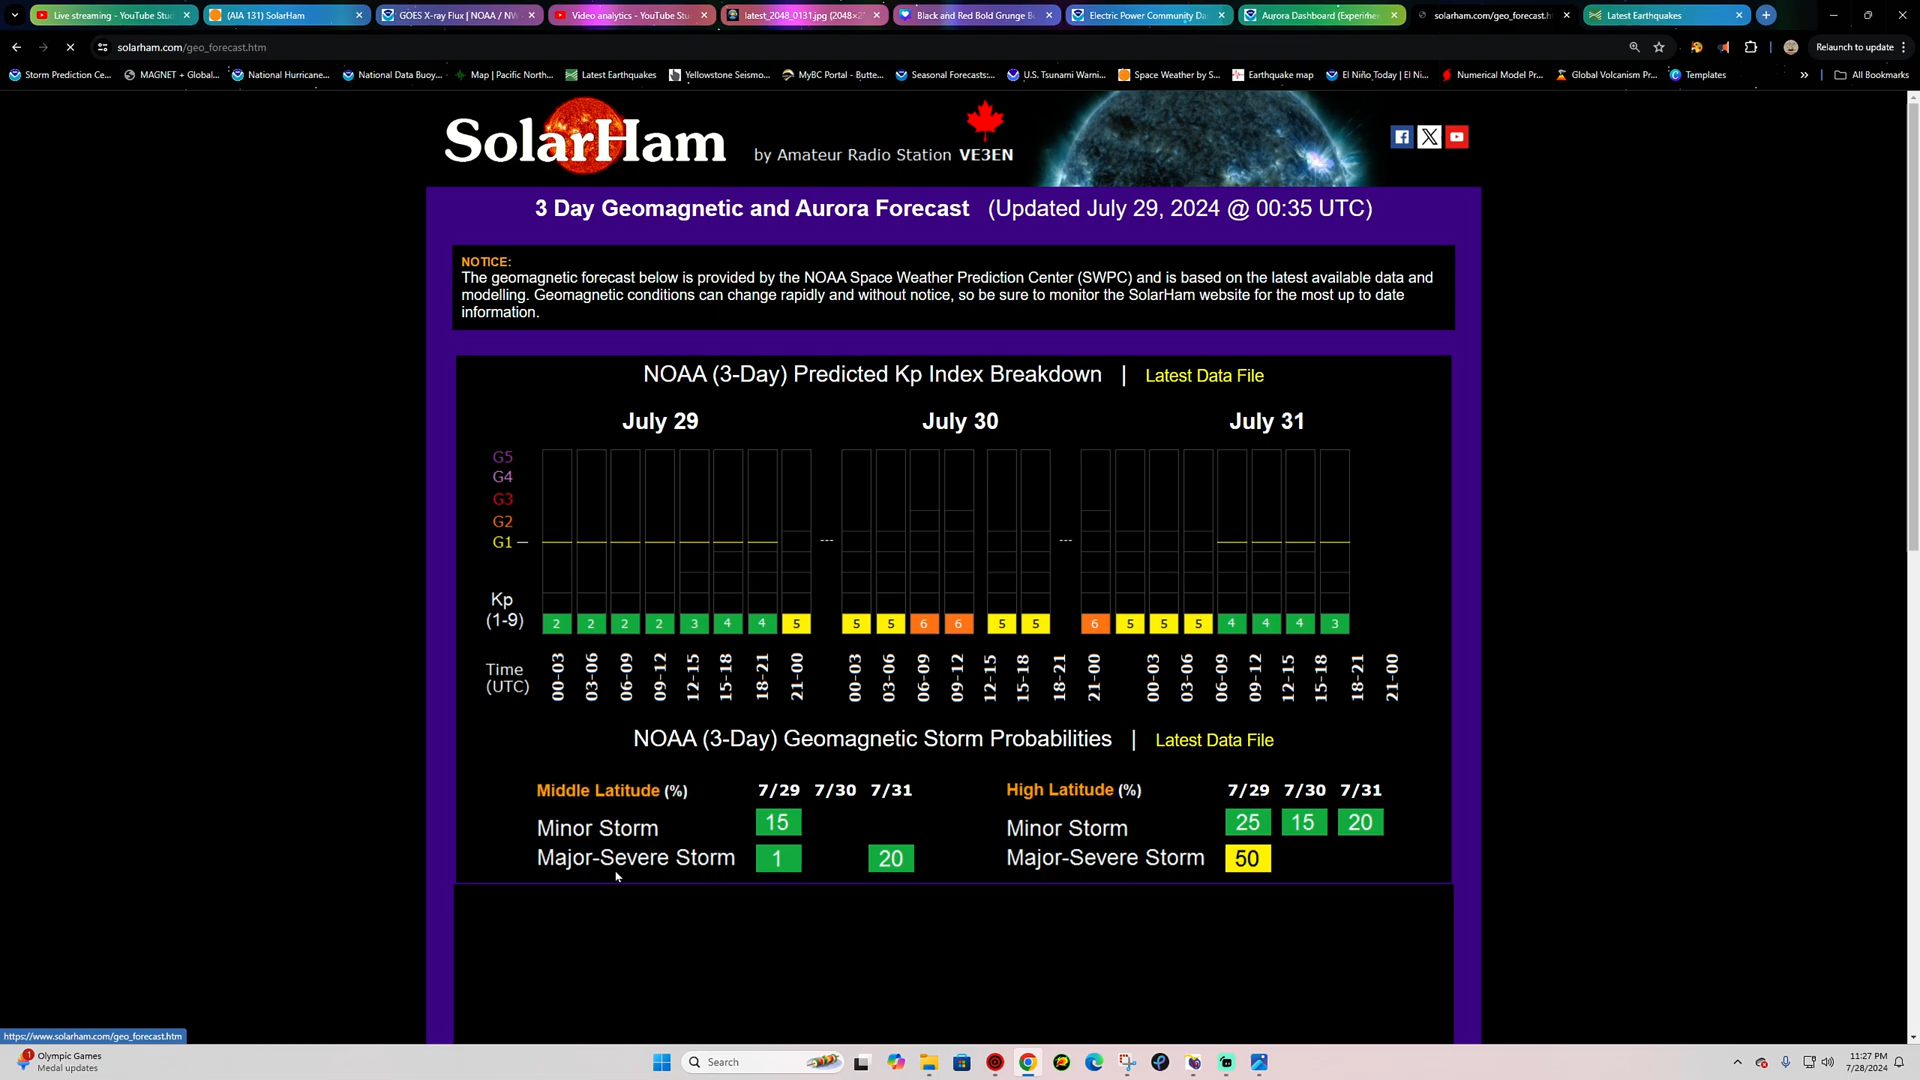 Live streaming - YouTube Stud
(AIA 131) SolarHam
GOES X-ray Flux | NOAA / NW
Video analytics - YouTube Stu
latest_2048_0131.jpg (2048×2
Black and Red Bold Grunge B
Electric Power Community Da
Aurora Dashboard (Experimen
solarham.com/geo_forecast.ht
Latest Earthquakes
solarham.com/geo_forecast.htm
Relaunch to update
Storm Prediction Ce...
MAGNET + Global...
National Hurricane...
National Data Buoy...
Map | Pacific North...
Latest Earthquakes
Yellowstone Seismo...
MyBC Portal - Butte...
Seasonal Forecasts:...
U.S. Tsunami Warni...
Space Weather by S...
Earthquake map
El Niño Today | El Ni...
Numerical Model Pr...
Global Volcanism Pr...
Templates
All Bookmarks
SolarHam
by Amateur Radio Station VE3EN
3 Day Geomagnetic and Aurora Forecast (Updated July 29, 2024 @ 00:35 UTC)
NOTICE:
The geomagnetic forecast below is provided by the NOAA Space Weather Prediction Center (SWPC) and is based on the latest available data and
modelling. Geomagnetic conditions can change rapidly and without notice, so be sure to monitor the SolarHam website for the most up to date
information.
NOAA (3-Day) Predicted Kp Index Breakdown | Latest Data File
July 29 July 30 July 31
G5
G4
G3
G2
G1
--- ---
Kp
(1-9)
2 2 2 2 3 4 4 5 5 5 6 6 5 5 6 5 5 5 4 4 4 3
Time
(UTC)
00-03 03-06 06-09 09-12 12-15 15-18 18-21 21-00 00-03 03-06 06-09 09-12 12-15 15-18 18-21 21-00 00-03 03-06 06-09 09-12 12-15 15-18 18-21 21-00
NOAA (3-Day) Geomagnetic Storm Probabilities | Latest Data File
Middle Latitude (%) 7/29 7/30 7/31
Minor Storm 15
Major-Severe Storm 1 20
High Latitude (%) 7/29 7/30 7/31
Minor Storm 25 15 20
Major-Severe Storm 50
https://www.solarham.com/geo_forecast.htm
1
Olympic Games
Medal updates
Search
11:27 PM
7/28/2024